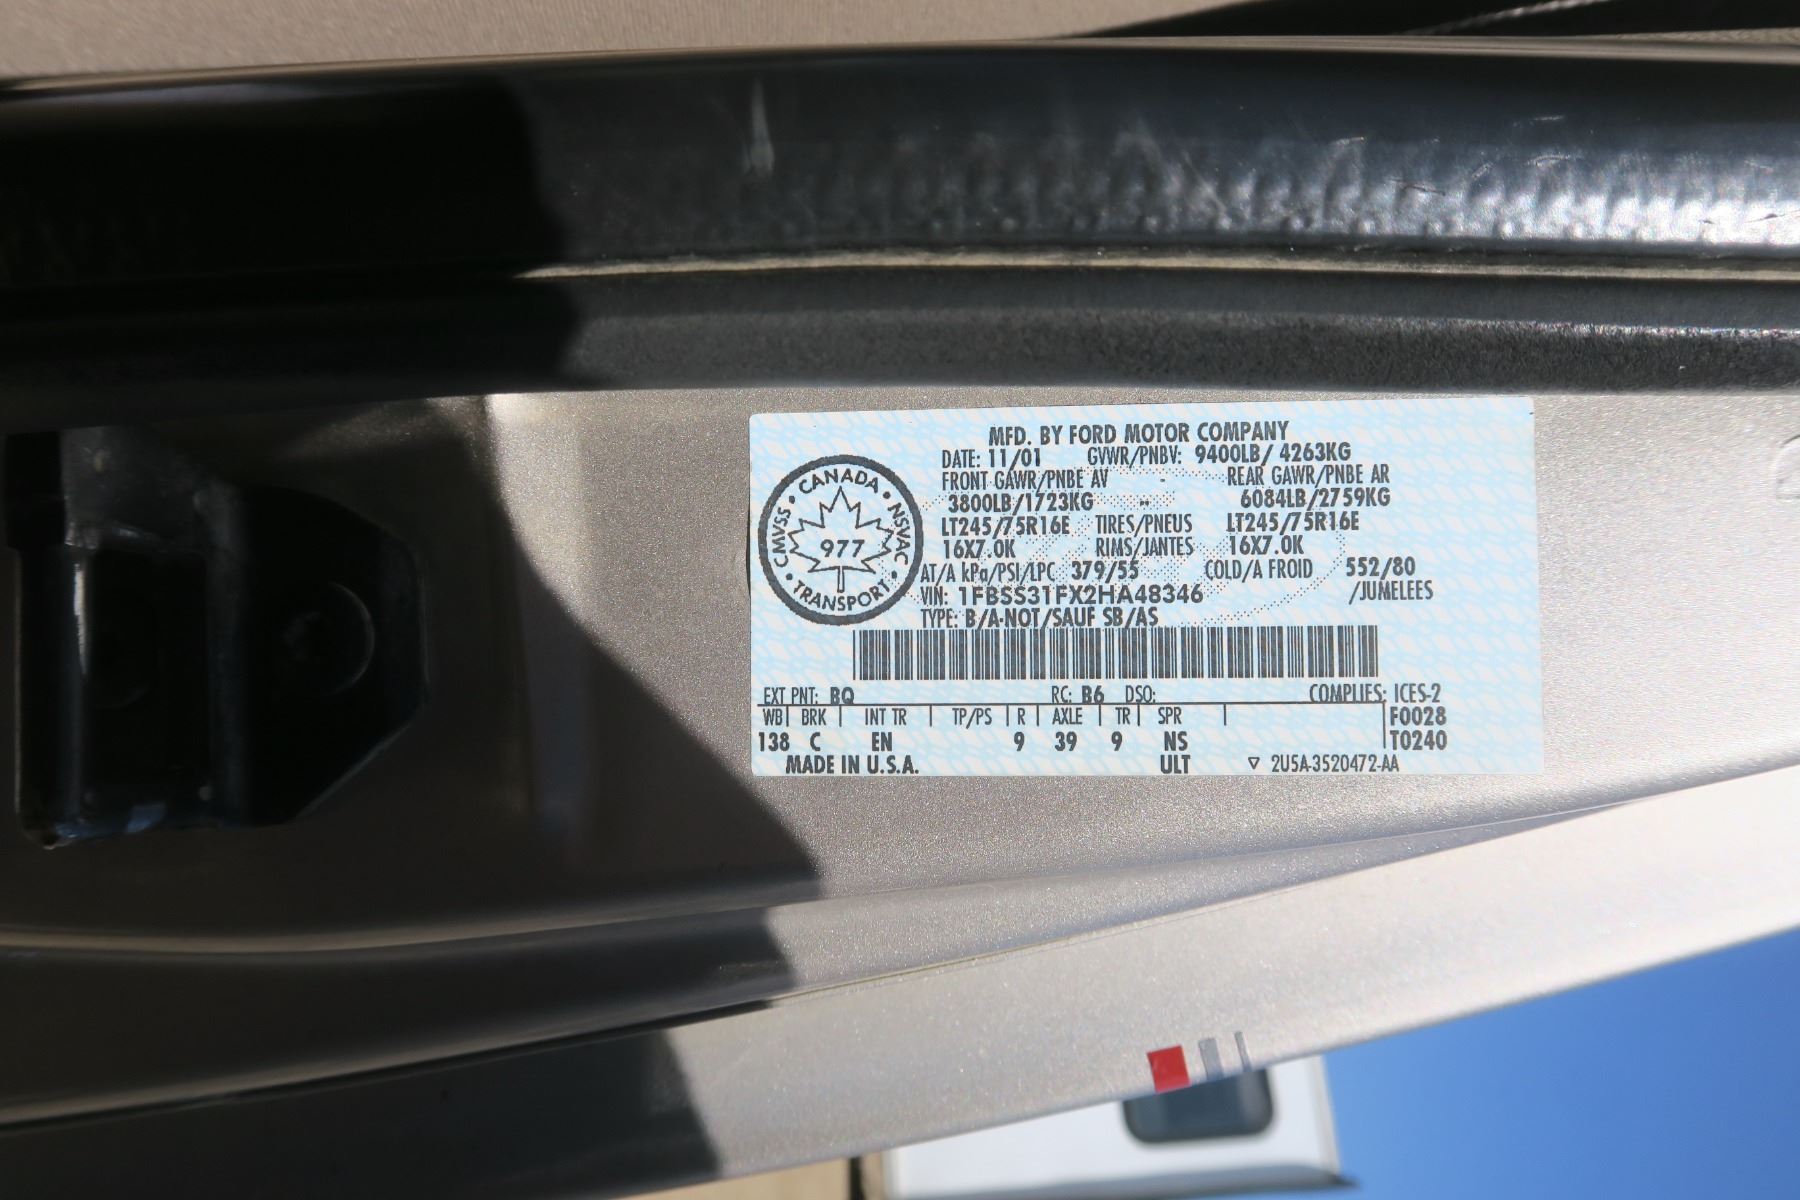 MFD. BY FORD MOTOR COMPANY
DATE: 11/01 GVWR/PNBV: 9400LB/ 4263KG
FRONT GAWR/PNBE AV - REAR GAWR/PNBE AR
3800LB/1723KG 6084LB/2759KG
LT245/75R16E TIRES/PNEUS LT245/75R16E
16X7.0K RIMS/JANTES 16X7.0K
AT/A kPa/PSI/LPC 379/55 COLD/A FROID 552/80
VIN: 1FBSS31FX2HA48346 /JUMELEES
TYPE: B/A-NOT/SAUF SB/AS
CANADA • NSVAC • TRANSPORT • CMVSS •
977
EXT PNT: BQ RC: B6 DSO: COMPLIES: ICES-2
WB| BRK | INT TR | TP/PS | R | AXLE | TR | SPR | F0028
138 C EN 9 39 9 NS T0240
MADE IN U.S.A. ULT ▽ 2U5A-3520472-AA